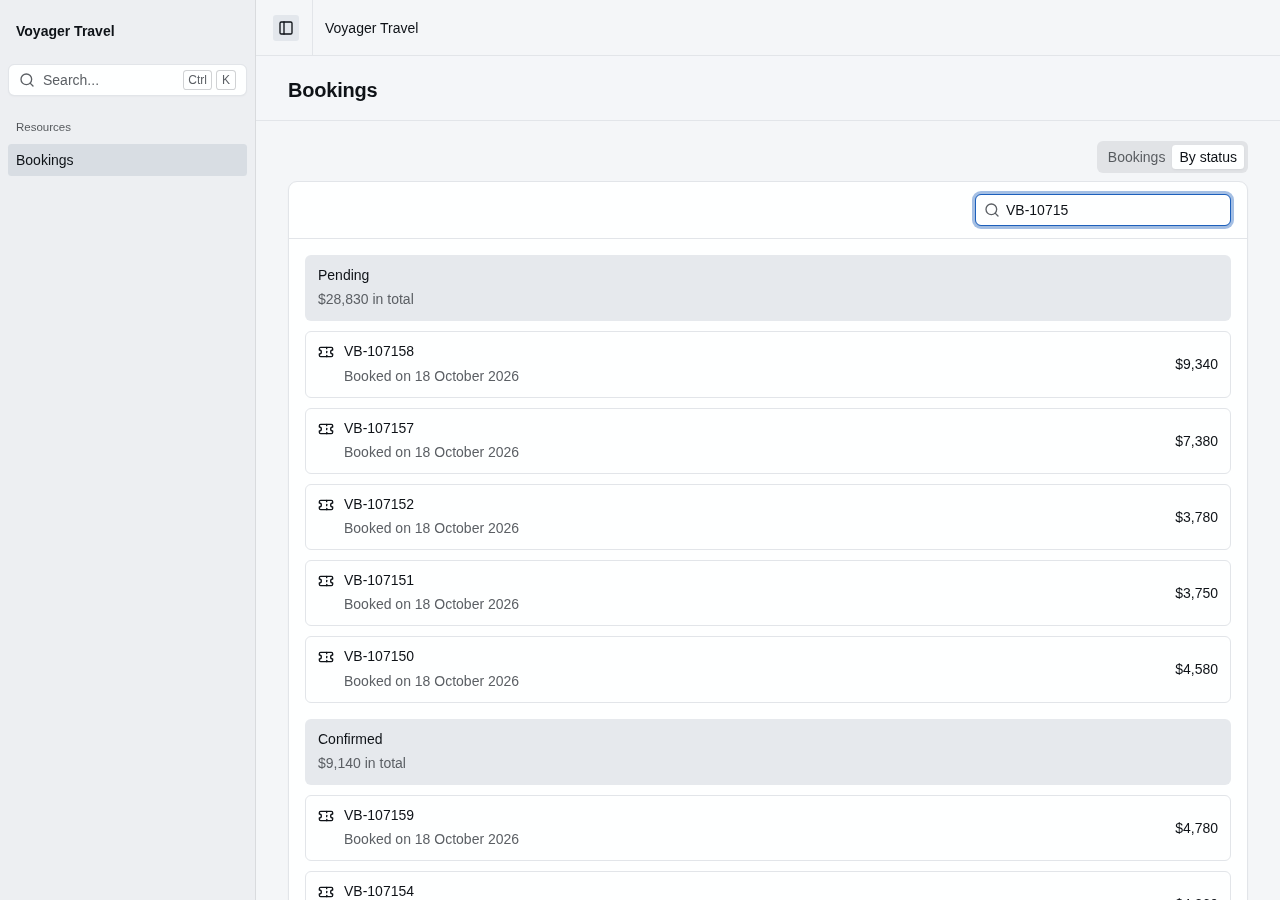 Voyager Travel
Search...
Ctrl K
Resources
Bookings
Voyager Travel
Bookings
Bookings By status
VB-10715
Pending
$28,830 in total
VB-107158
Booked on 18 October 2026
$9,340
VB-107157
Booked on 18 October 2026
$7,380
VB-107152
Booked on 18 October 2026
$3,780
VB-107151
Booked on 18 October 2026
$3,750
VB-107150
Booked on 18 October 2026
$4,580
Confirmed
$9,140 in total
VB-107159
Booked on 18 October 2026
$4,780
VB-107154